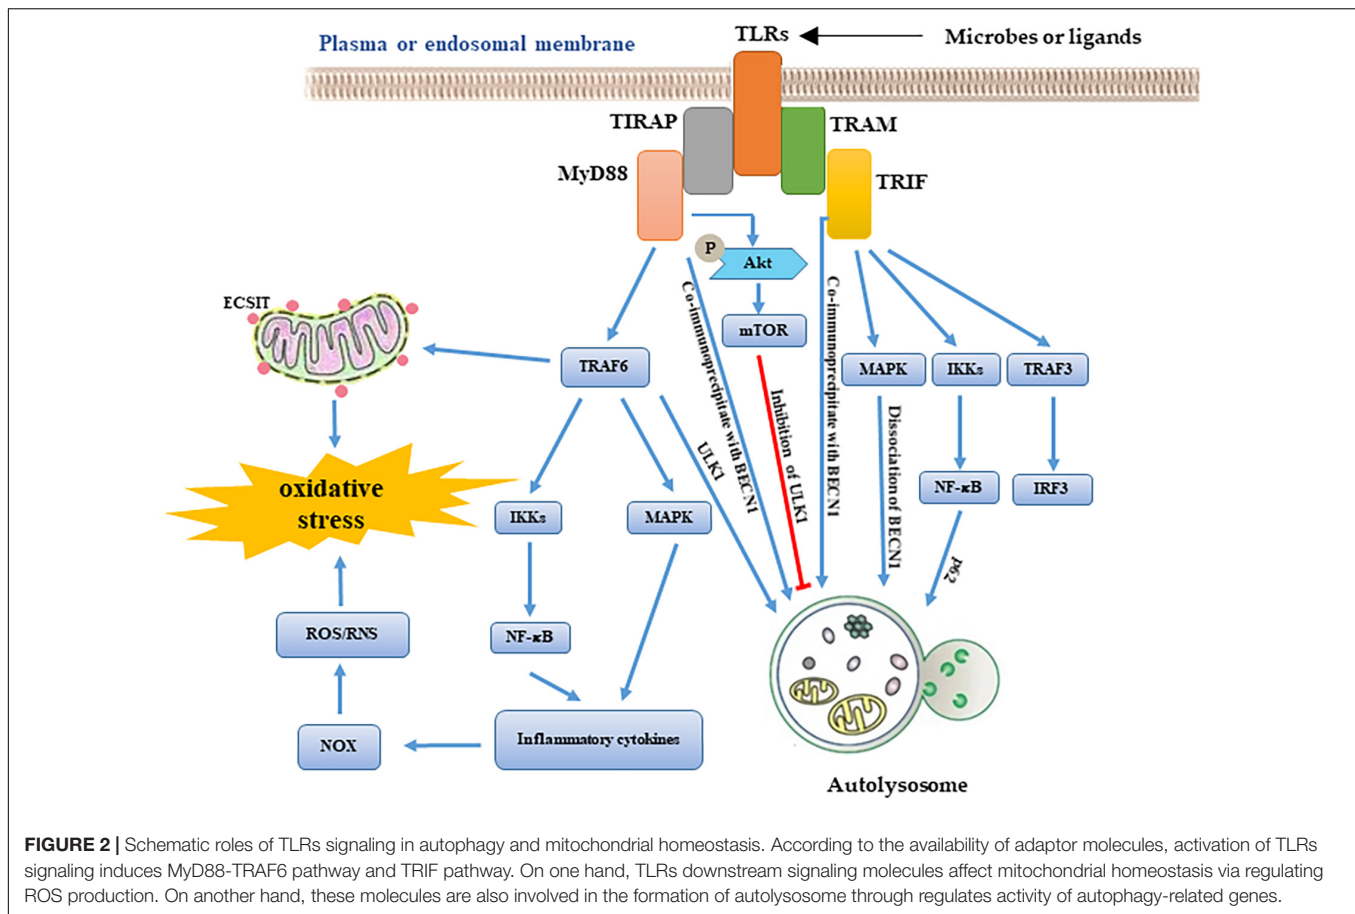 TLRs
Microbes or ligands
Plasma or endosomal membrane
TIRAP
TRAM
MyD88
TRIF
P
Akt
mTOR
ECSIT
TRAF6
MAPK
IKKs
TRAF3
Co-immunoprecipitate with BECN1
Inhibition of ULK1
Co-immunoprecipitate with BECN1
Dissociation of BECN1
ULK1
oxidative
stress
IKKs
MAPK
NF-κB
IRF3
p62
ROS/RNS
NF-κB
NOX
Inflammatory cytokines
Autolysosome
FIGURE 2 | Schematic roles of TLRs signaling in autophagy and mitochondrial homeostasis. According to the availability of adaptor molecules, activation of TLRs
signaling induces MyD88-TRAF6 pathway and TRIF pathway. On one hand, TLRs downstream signaling molecules affect mitochondrial homeostasis via regulating
ROS production. On another hand, these molecules are also involved in the formation of autolysosome through regulates activity of autophagy-related genes.